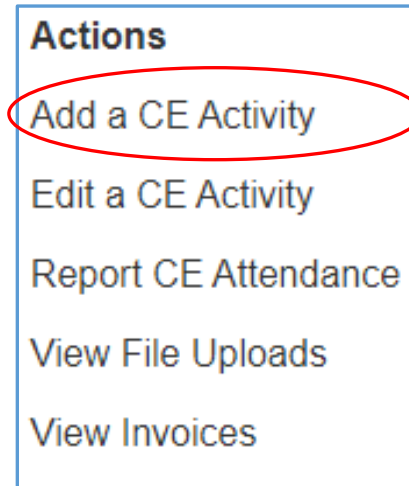 Actions
Add a CE Activity
Edit a CE Activity
Report CE Attendance
View File Uploads
View Invoices